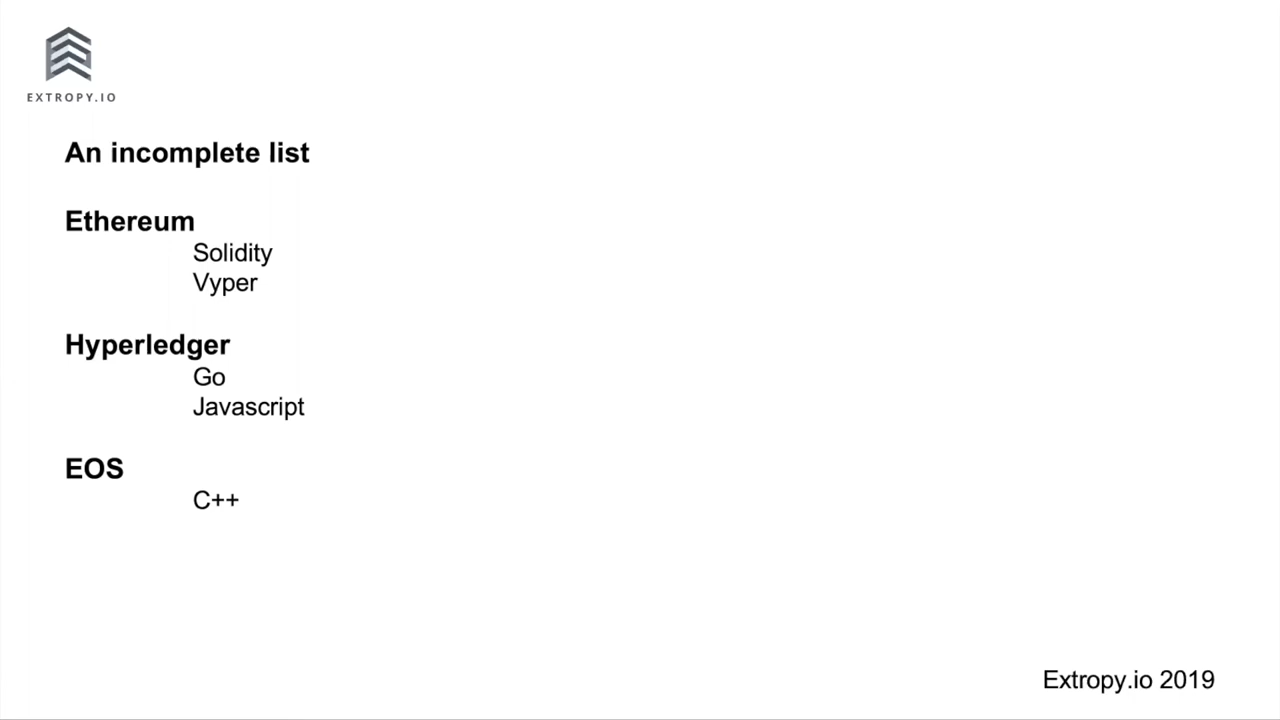 EXTROPY.IO
An incomplete list
Ethereum
Solidity
Vyper
Hyperledger
Go
Javascript
EOS
C++
Extropy.io 2019